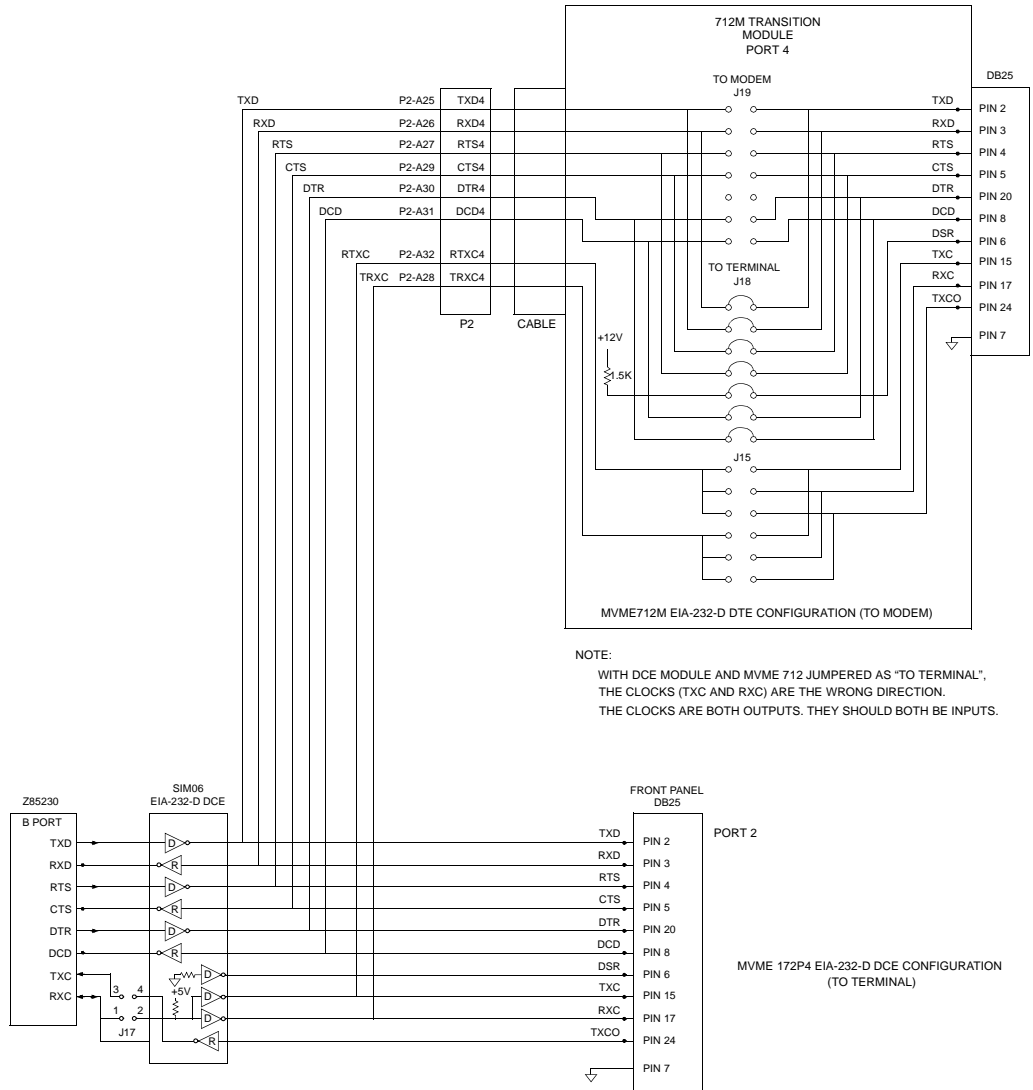 712M TRANSITION
MODULE
PORT 4
TO MODEM
J19
DB25
TXD P2-A25 TXD4 TXD PIN 2
RXD P2-A26 RXD4 RXD PIN 3
RTS P2-A27 RTS4 RTS PIN 4
CTS P2-A29 CTS4 CTS PIN 5
DTR P2-A30 DTR4 DTR PIN 20
DCD P2-A31 DCD4 DCD PIN 8
DSR PIN 6
RTXC P2-A32 RTXC4 TXC PIN 15
TRXC P2-A28 TRXC4 RXC PIN 17
TO TERMINAL
J18
TXCO PIN 24
P2 CABLE
+12V
PIN 7
1.5K
J15
MVME712M EIA-232-D DTE CONFIGURATION (TO MODEM)
NOTE:
WITH DCE MODULE AND MVME 712 JUMPERED AS “TO TERMINAL”,
THE CLOCKS (TXC AND RXC) ARE THE WRONG DIRECTION.
THE CLOCKS ARE BOTH OUTPUTS. THEY SHOULD BOTH BE INPUTS.
Z85230
SIM06
EIA-232-D DCE
FRONT PANEL
DB25
B PORT
PORT 2
TXD D TXD PIN 2
RXD R RXD PIN 3
RTS D RTS PIN 4
CTS R CTS PIN 5
DTR D DTR PIN 20
DCD R DCD PIN 8
TXC D DSR PIN 6
RXC 3 4 +5V D TXC PIN 15
1 2 D RXC PIN 17
J17 R TXCO PIN 24
PIN 7
MVME 172P4 EIA-232-D DCE CONFIGURATION
(TO TERMINAL)